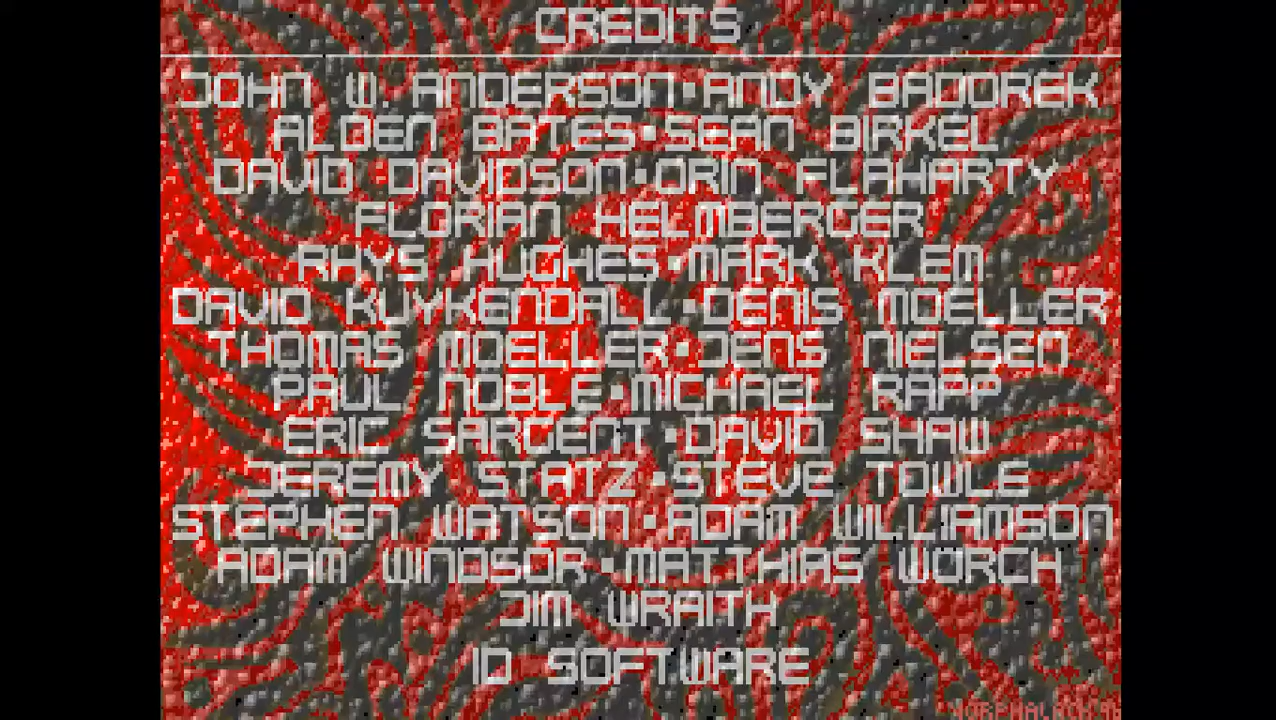 CREDITS
JOHN W. ANDERSON·ANDY BADOREK
ALDEN BATES·SEAN BIRKEL
DAVID DAVIDSON·ORIN FLAHARTY
FLORIAN HELMBERGER
RHYS HUGHES·MARK KLEM
DAVID KUYKENDALL·DENIS MOELLER
THOMAS MOELLER·JENS NIELSEN
PAUL NOBLE·MICHAEL RAPP
ERIC SARGENT·DAVID SHAW
JEREMY STATZ·STEVE TOWLE
STEPHEN WATSON·ADAM WILLIAMSON
ADAM WINDSOR·MATTHIAS WORCH
JIM WRAITH
ID SOFTWARE